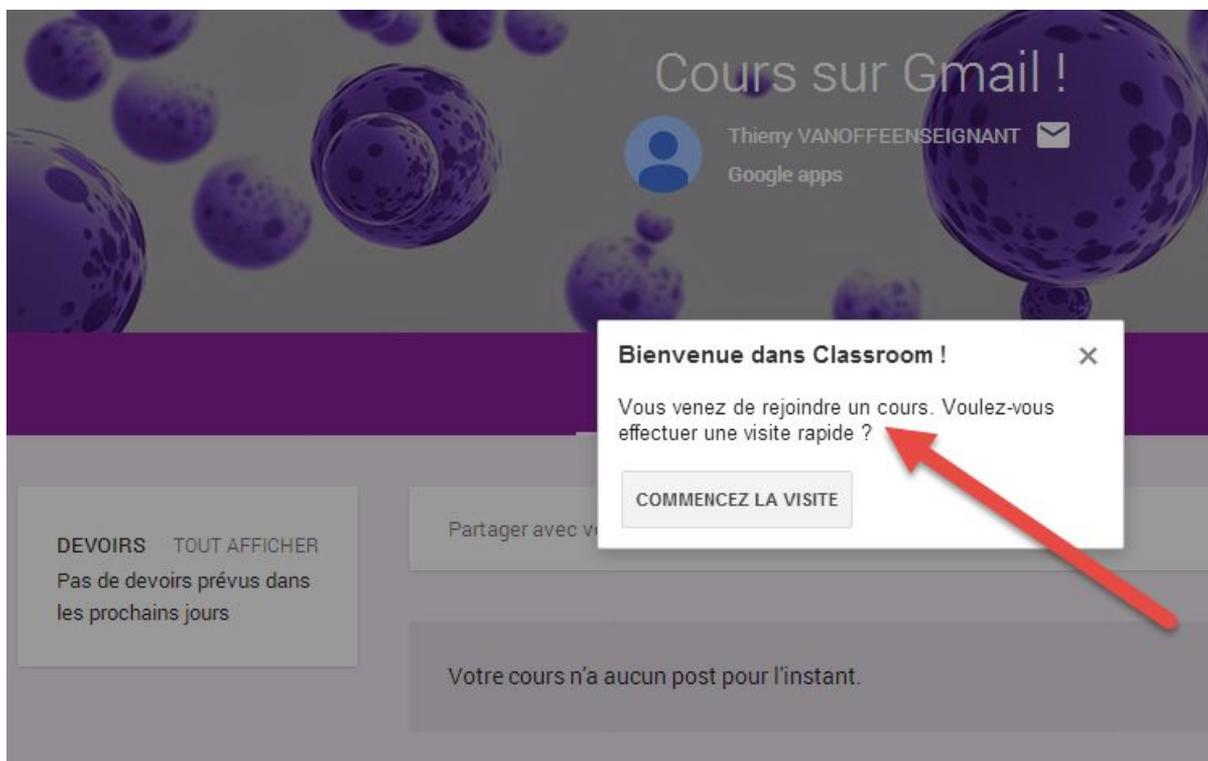 Cours sur Gmail !
Thierry VANOFFEENSEIGNANT
Google apps
Bienvenue dans Classroom !
Vous venez de rejoindre un cours. Voulez-vous
effectuer une visite rapide ?
COMMENCEZ LA VISITE
DEVOIRS TOUT AFFICHER
Pas de devoirs prévus dans
les prochains jours
Partager avec
Votre cours n'a aucun post pour l'instant.